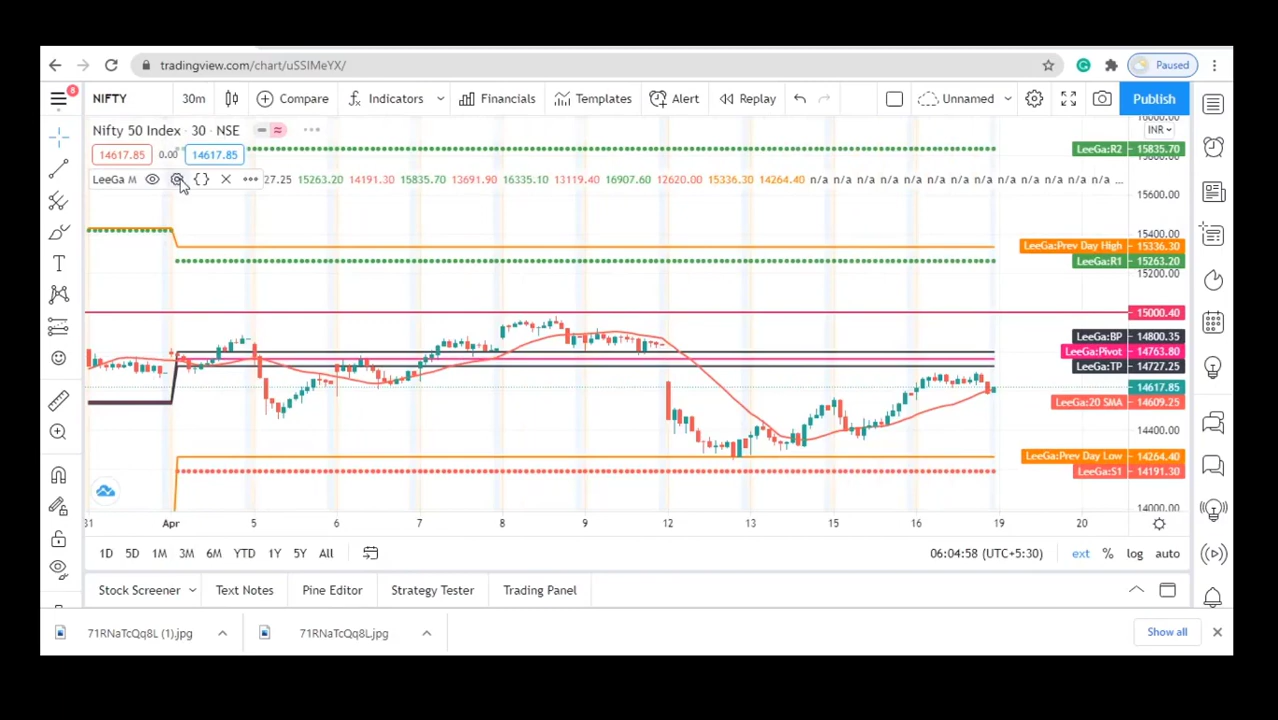 tradingview.com/chart/uSSIMeYX/
Paused
8
NIFTY
30m
Compare
Indicators
Financials
Templates
Alert
Replay
Unnamed
Publish
Nifty 50 Index · 30 · NSE
INR
14617.85 0.00 14617.85
LeeGa M
27.25 15263.20 14191.30 15835.70 13691.90 16335.10 13119.40 16907.60 12620.00 15336.30 14264.40 n/a n/a n/a n/a n/a n/a n/a n/a n/a n/a n/a ...
16000.00
LeeGa:R2 15835.70
15600.00
15400.00
LeeGa:Prev Day High 15336.30
LeeGa:R1 15263.20
15200.00
15000.40
LeeGa:BP 14800.35
LeeGa:Pivot 14763.80
LeeGa:TP 14727.25
14617.85
LeeGa:20 SMA 14609.25
14400.00
LeeGa:Prev Day Low 14264.40
LeeGa:S1 14191.30
14000.00
31 Apr 5 6 7 8 9 12 13 15 16 19 20
1D 5D 1M 3M 6M YTD 1Y 5Y All
06:04:58 (UTC+5:30) ext % log auto
Stock Screener
Text Notes
Pine Editor
Strategy Tester
Trading Panel
71RNaTcQq8L (1).jpg
71RNaTcQq8L.jpg
Show all